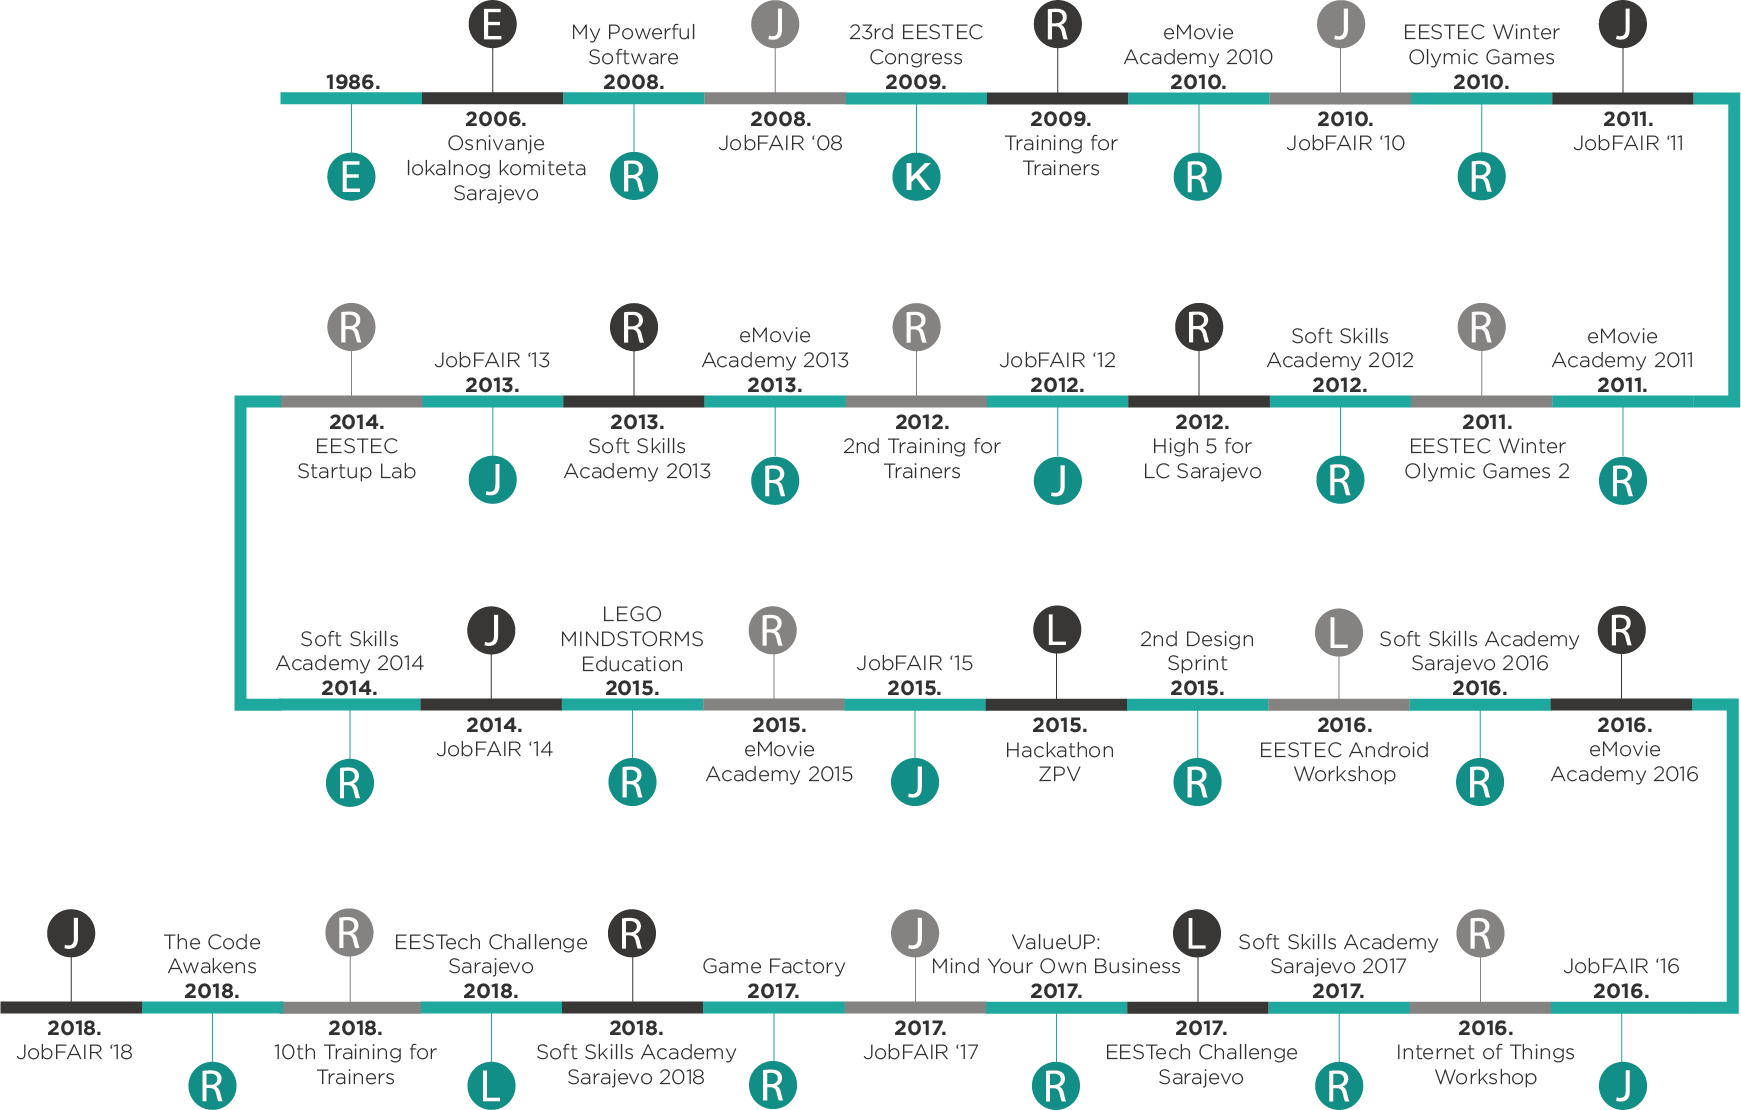 1986.
E
E
2006.
Osnivanje
lokalnog komiteta
Sarajevo
My Powerful
Software
2008.
R
J
2008.
JobFAIR ‘08
23rd EESTEC
Congress
2009.
K
R
2009.
Training for
Trainers
eMovie
Academy 2010
2010.
R
J
2010.
JobFAIR ‘10
EESTEC Winter
Olymic Games
2010.
R
J
2011.
JobFAIR ‘11
R
2014.
EESTEC
Startup Lab
JobFAIR ‘13
2013.
J
R
2013.
Soft Skills
Academy 2013
eMovie
Academy 2013
2013.
R
R
2012.
2nd Training for
Trainers
JobFAIR ‘12
2012.
J
R
2012.
High 5 for
LC Sarajevo
Soft Skills
Academy 2012
2012.
R
R
2011.
EESTEC Winter
Olymic Games 2
eMovie
Academy 2011
2011.
R
Soft Skills
Academy 2014
2014.
R
J
2014.
JobFAIR ‘14
LEGO
MINDSTORMS
Education
2015.
R
R
2015.
eMovie
Academy 2015
JobFAIR ‘15
2015.
J
L
2015.
Hackathon
ZPV
2nd Design
Sprint
2015.
R
L
2016.
EESTEC Android
Workshop
Soft Skills Academy
Sarajevo 2016
2016.
R
R
2016.
eMovie
Academy 2016
J
2018.
JobFAIR ‘18
The Code
Awakens
2018.
R
R
2018.
10th Training for
Trainers
EESTech Challenge
Sarajevo
2018.
L
R
2018.
Soft Skills Academy
Sarajevo 2018
Game Factory
2017.
R
J
2017.
JobFAIR ‘17
ValueUP:
Mind Your Own Business
2017.
R
L
2017.
EESTech Challenge
Sarajevo
Soft Skills Academy
Sarajevo 2017
2017.
R
R
2016.
Internet of Things
Workshop
JobFAIR ‘16
2016.
J